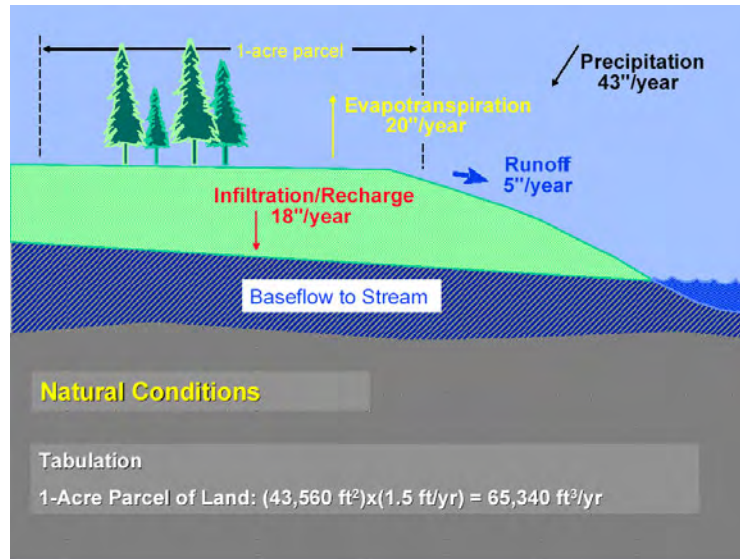 1-acre parcel
Precipitation
43"/year
Evapotranspiration
20"/year
Runoff
5"/year
Infiltration/Recharge
18"/year
Baseflow to Stream
Natural Conditions
Tabulation
1-Acre Parcel of Land: (43,560 ft²)x(1.5 ft/yr) = 65,340 ft³/yr